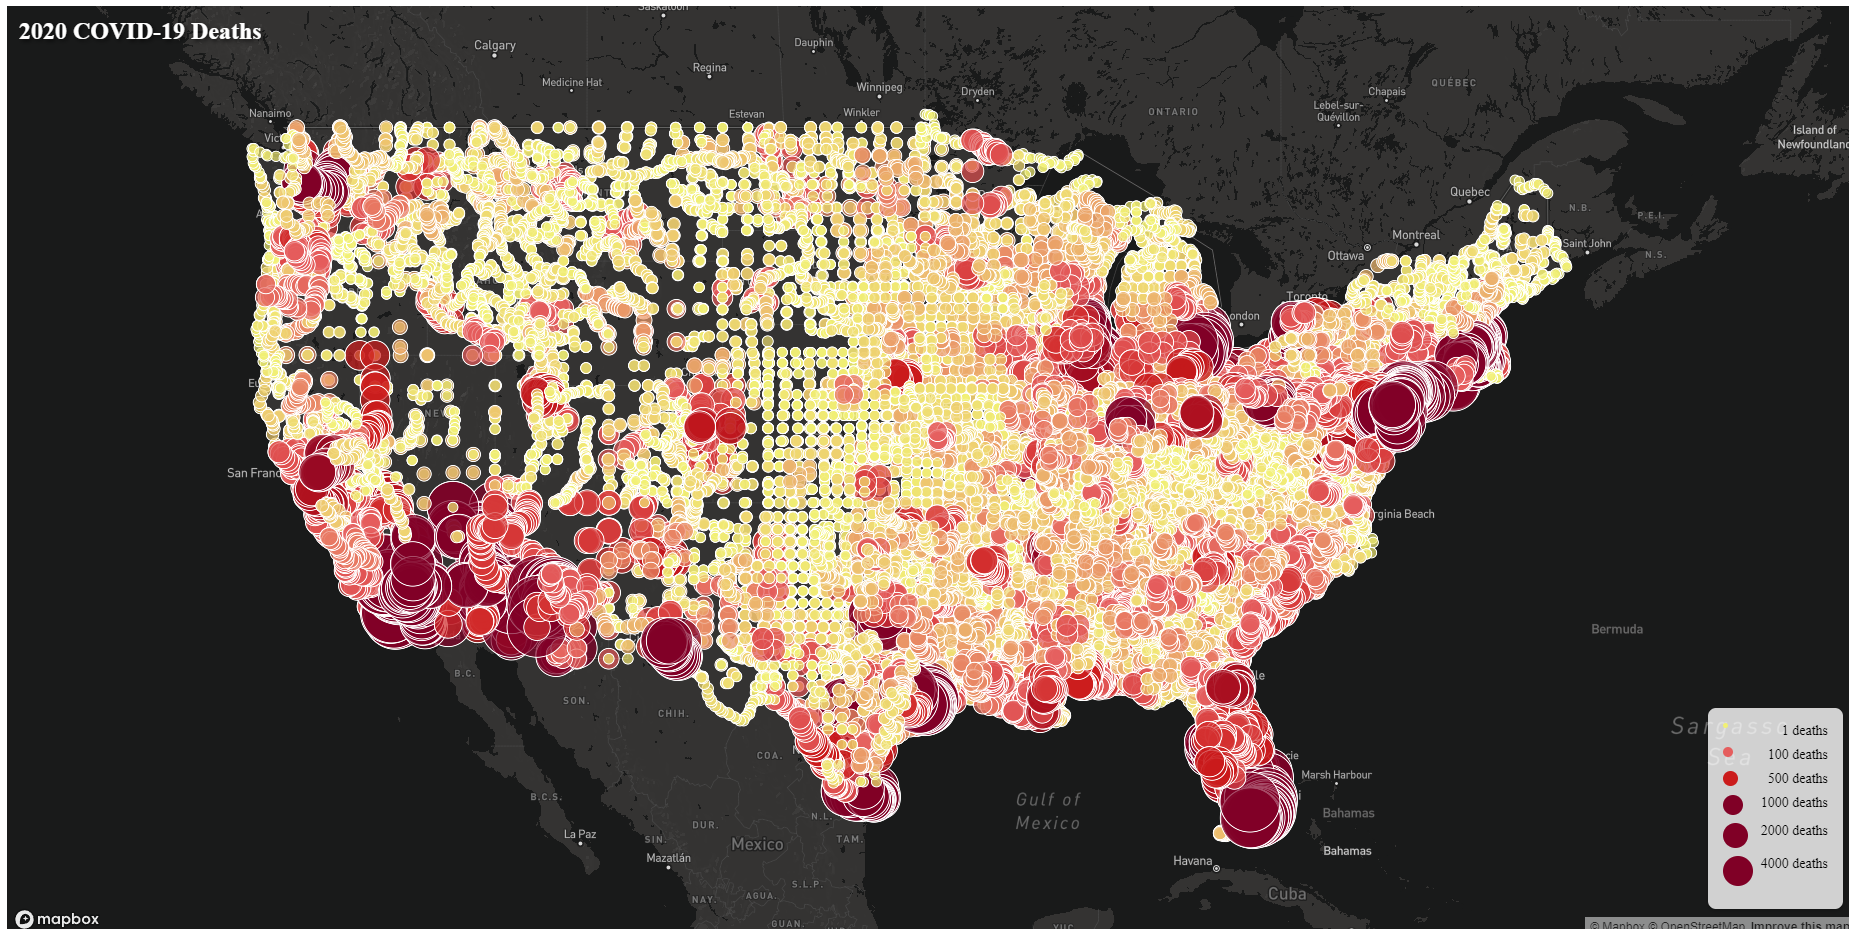 2020 COVID-19 Deaths
Saskatoon
Calgary
Dauphin
Regina
Medicine Hat
Winnipeg
Dryden
Chapais
QUÉBEC
Nanaimo
Estevan
Winkler
ONTARIO
Lebel-sur-
Quévillon
Island of
Newfoundland
Quebec
N.B.
P.E.I.
Montreal
Saint John
Ottawa
N.S.
Toronto
San Franc
NEV
rginia Beach
Bermuda
B.C.
SON.
CHIH.
COA.
Sargasso
Sea
Marsh Harbour
B.C.S.
N.L.
Gulf of
Mexico
Bahamas
DUR.
La Paz
SIN.
Mexico
TAM.
Bahamas
Mazatlán
Havana
S.L.P.
AGUA.
NAY.
Cuba
GUAN.
YUC.
1 deaths
100 deaths
500 deaths
1000 deaths
2000 deaths
4000 deaths
mapbox
© Mapbox © OpenStreetMap Improve this map